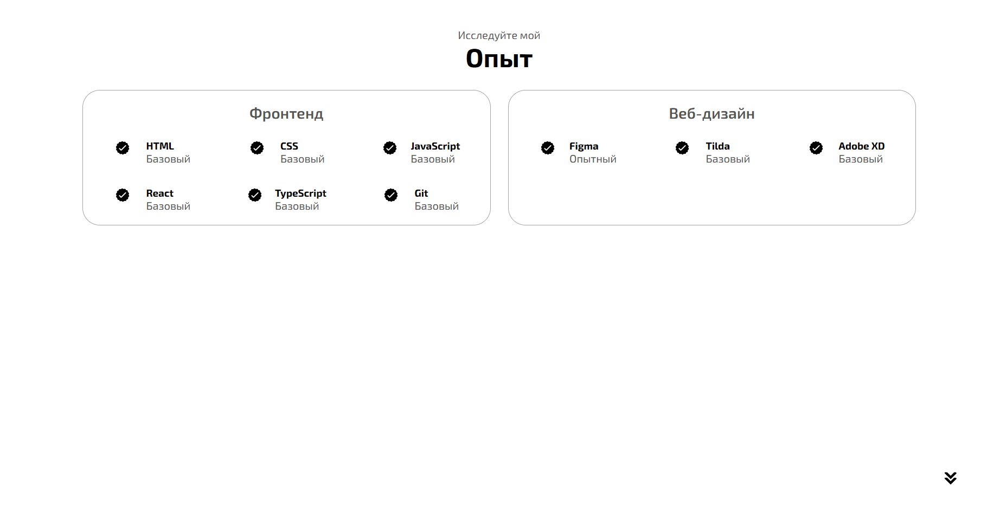 Исследуйте мой
Опыт
Фронтенд
HTML
Базовый
CSS
Базовый
JavaScript
Базовый
React
Базовый
TypeScript
Базовый
Git
Базовый
Веб-дизайн
Figma
Опытный
Tilda
Базовый
Adobe XD
Базовый